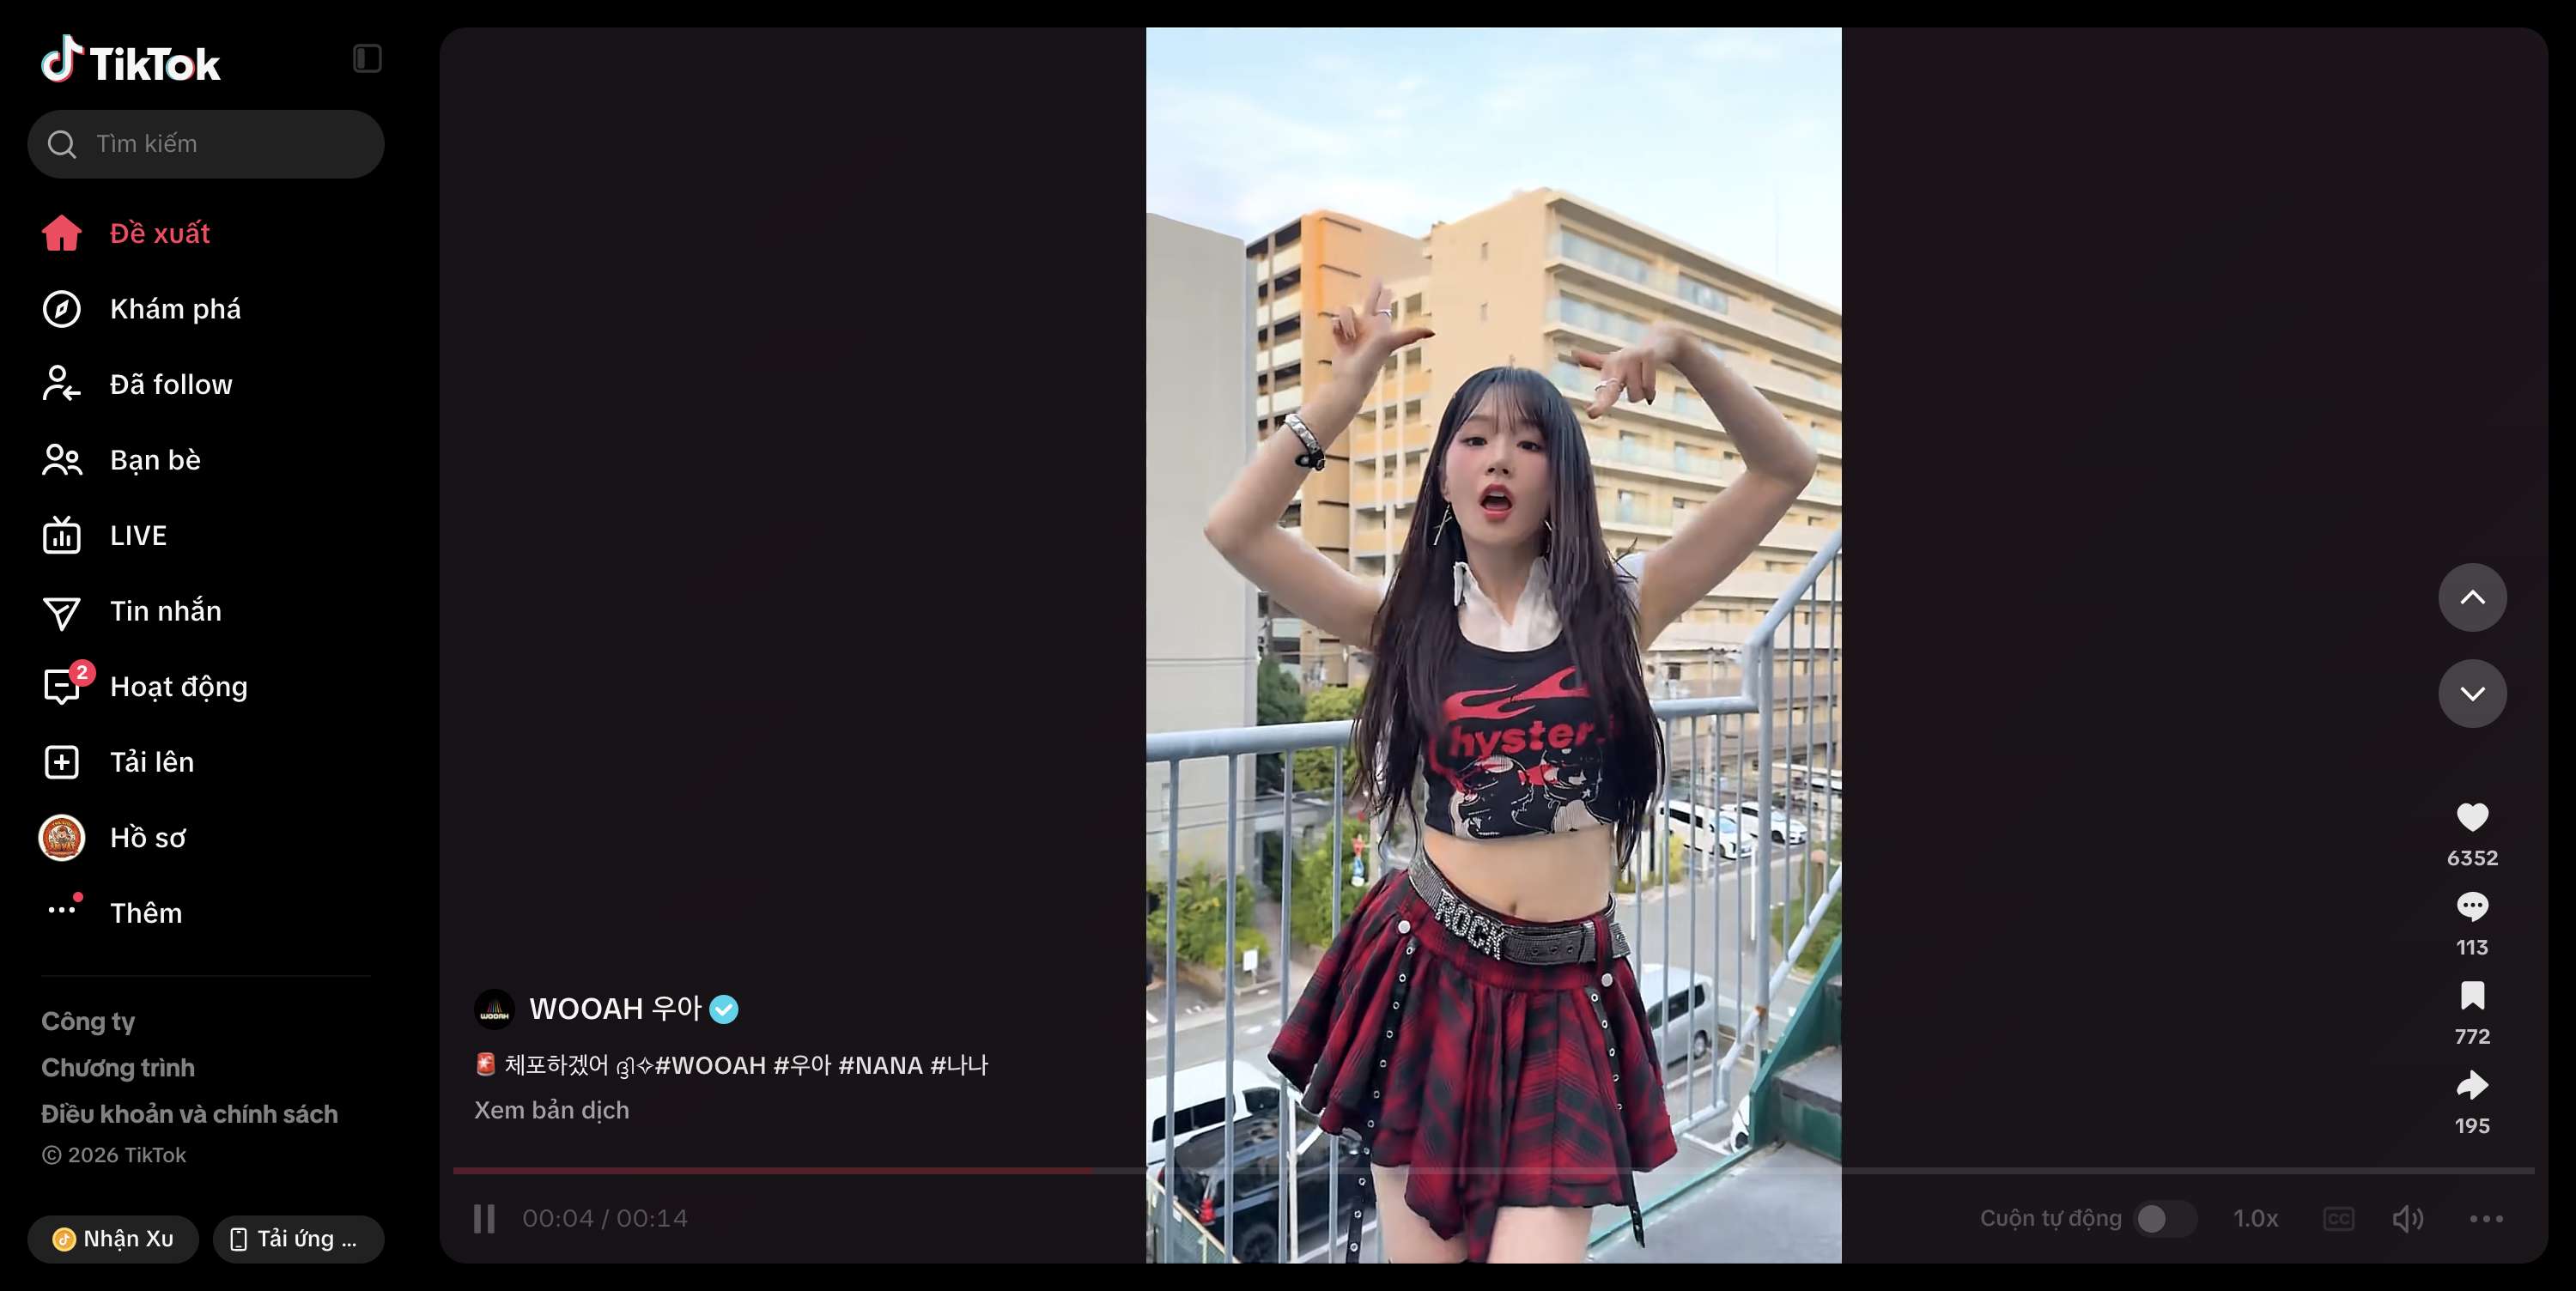 TikTok
Tìm kiếm
Đề xuất
Khám phá
Đã follow
Bạn bè
LIVE
Tin nhắn
2
Hoạt động
Tải lên
Hồ sơ
Thêm
Công ty
Chương trình
Điều khoản và chính sách
© 2026 TikTok
Nhận Xu
Tải ứng ...
hyster
ROCK
WOOAH 우아
🚨 체포하겠어 #WOOAH #우아 #NANA #나나
Xem bản dịch
00:04 / 00:14
6352
113
772
195
Cuộn tự động
1.0x
CC